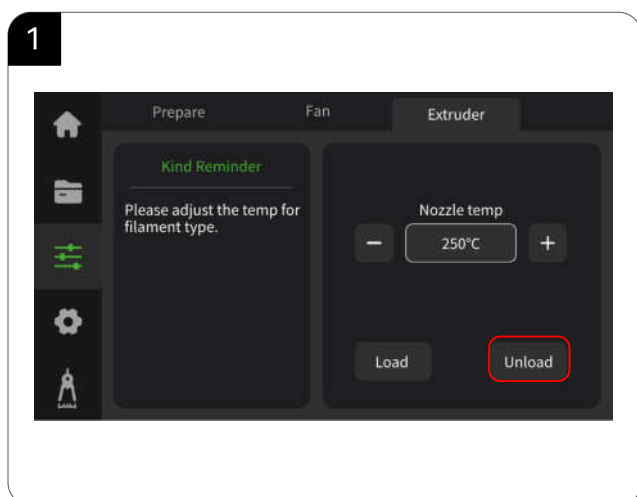 1
Prepare Fan Extruder
Kind Reminder
Please adjust the temp for
filament type.
Nozzle temp
− 250°C +
Load Unload